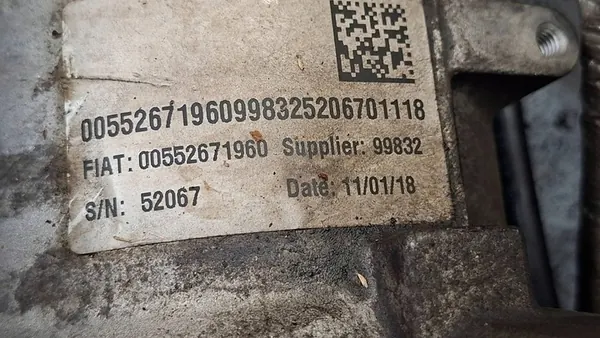 00552671960998325206701118
FIAT: 00552671960 Supplier: 99832
S/N: 52067 Date: 11/01/18